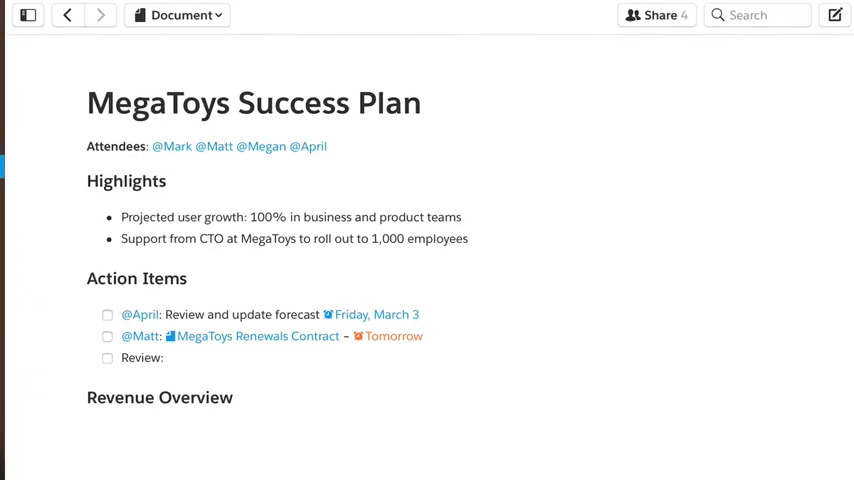 Document
Share 4
Search
MegaToys Success Plan
Attendees: @Mark @Matt @Megan @April
Highlights
• Projected user growth: 100% in business and product teams
• Support from CTO at MegaToys to roll out to 1,000 employees
Action Items
@April: Review and update forecast Friday, March 3
@Matt: MegaToys Renewals Contract – Tomorrow
Review:
Revenue Overview